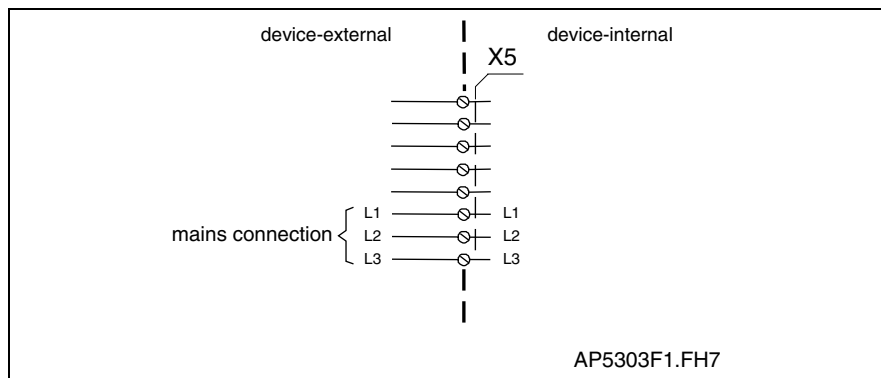 device-external device-internal
X5
L1 L1
mains connection L2 L2
L3 L3
AP5303F1.FH7